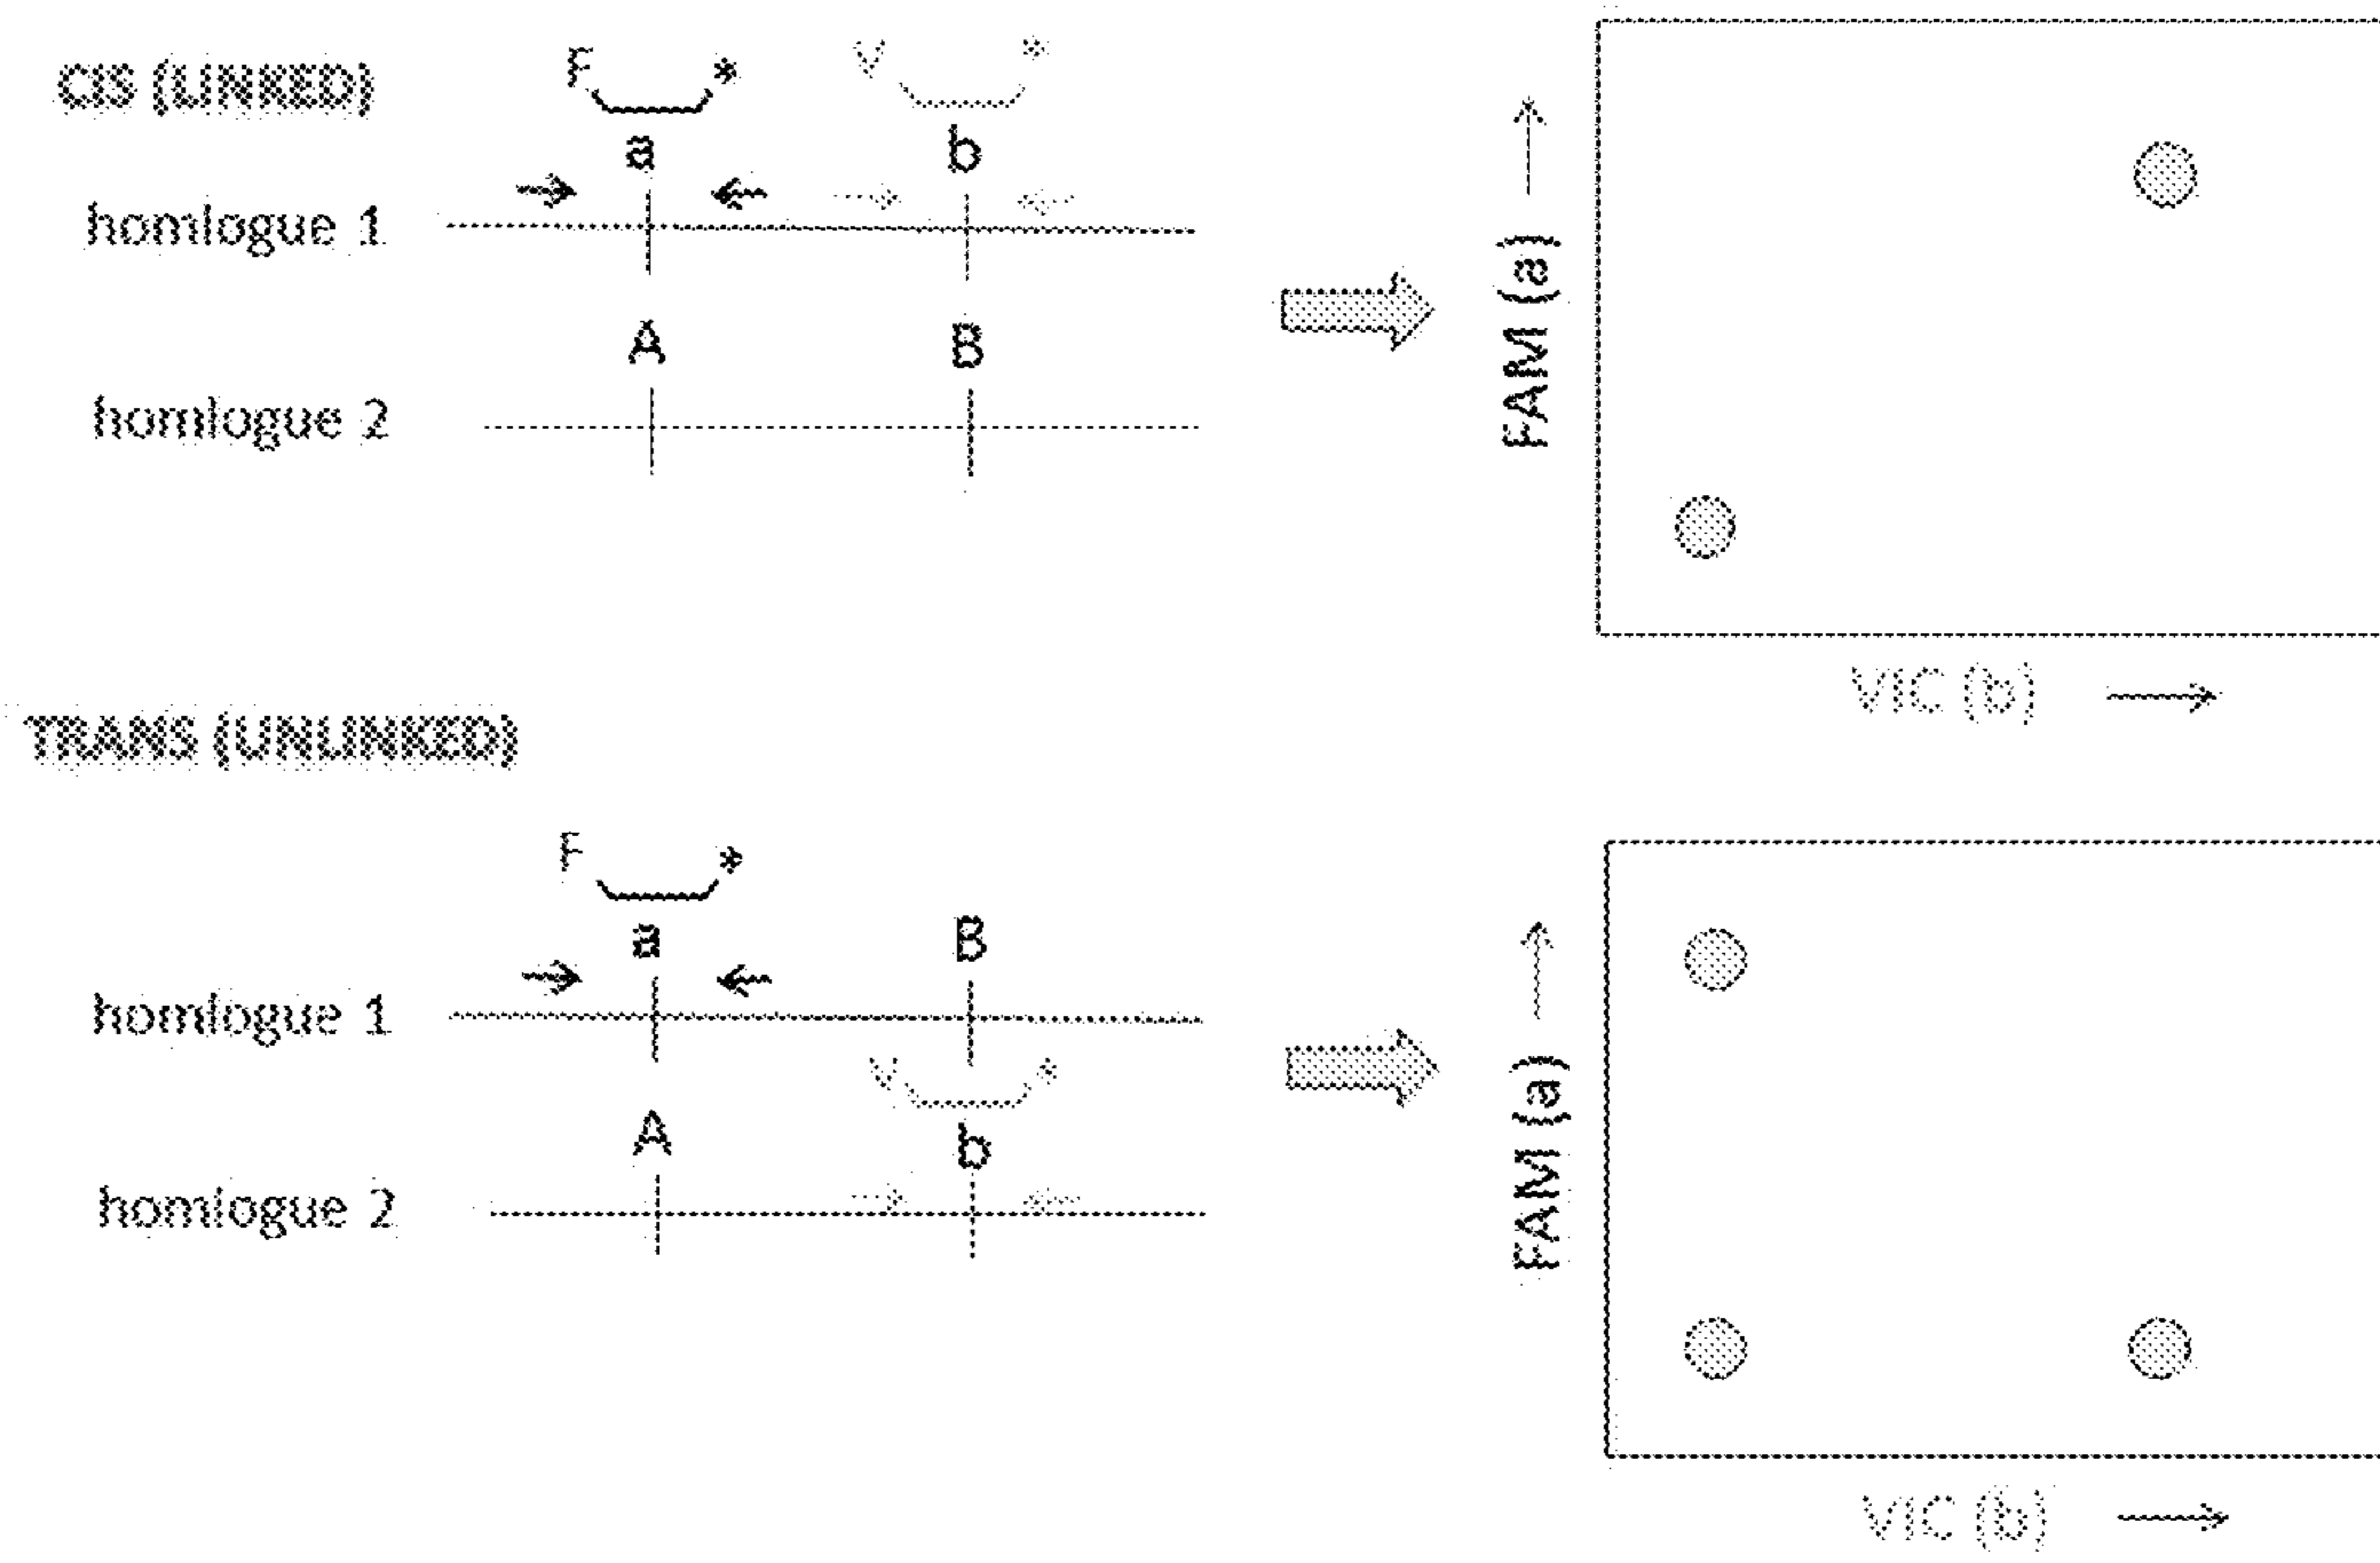 CIS (LINKED)
F * V *
a b
homlogue 1
A B
homlogue 2
FAM (a)
VIC (b)
TRANS (UNLINKED)
F *
a B
homlogue 1
V *
A b
homlogue 2
FAM (a)
VIC (b)